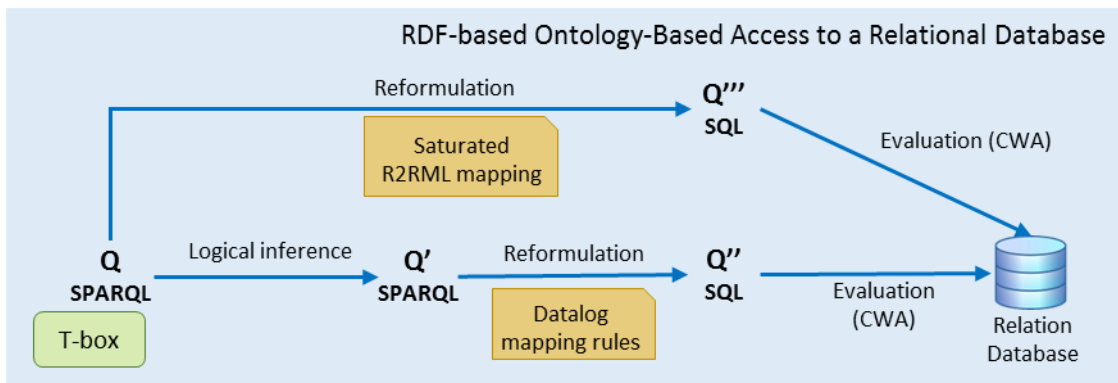 RDF-based Ontology-Based Access to a Relational Database
Reformulation
Q'''
SQL
Saturated
R2RML mapping
Evaluation (CWA)
Q
SPARQL
Logical inference
Q'
SPARQL
Reformulation
Q''
SQL
Evaluation
(CWA)
T-box
Datalog
mapping rules
Relation
Database